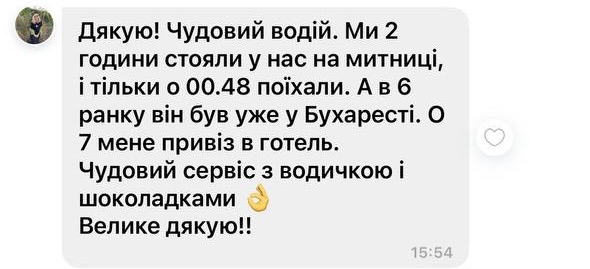 Дякую! Чудовий водій. Ми 2
години стояли у нас на митниці,
і тільки о 00.48 поїхали. А в 6
ранку він був уже у Бухаресті. О
7 мене привіз в готель.
Чудовий сервіс з водичкою і
шоколадками 👌
Велике дякую!!
15:54